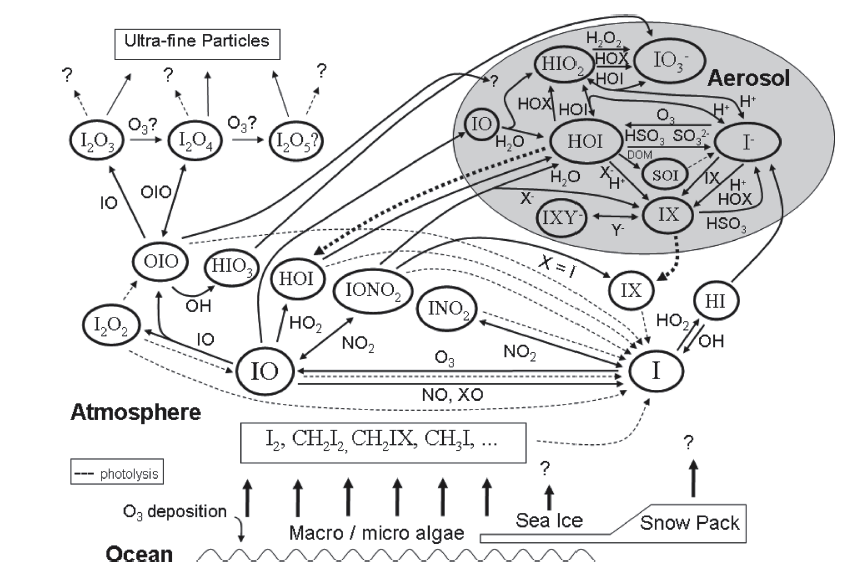 Ultra-fine Particles
?
?
?
?
H₂O₂
HOX
HOI
HIO₂
IO₃⁻
Aerosol
I₂O₃
O₃?
I₂O₄
O₃?
I₂O₅?
IO
H₂O
HOX
HOI
HOI
O₃
HSO₃⁻
SO₃²⁻
H⁺
H⁺
I⁻
DOM
SOI
X⁻
H⁺
H₂O
IX
H⁺
HOX
IO
OIO
X⁻
IXY⁻
Y⁻
IX
HSO₃
OIO
HIO₃
OH
HOI
IONO₂
INO₂
X = I
IX
HI
I₂O₂
IO
HO₂
NO₂
NO₂
HO₂
OH
IO
O₃
I
NO, XO
Atmosphere
I₂, CH₂I₂, CH₂IX, CH₃I, ...
--- photolysis
?
?
O₃ deposition
Macro / micro algae
Sea Ice
Snow Pack
Ocean